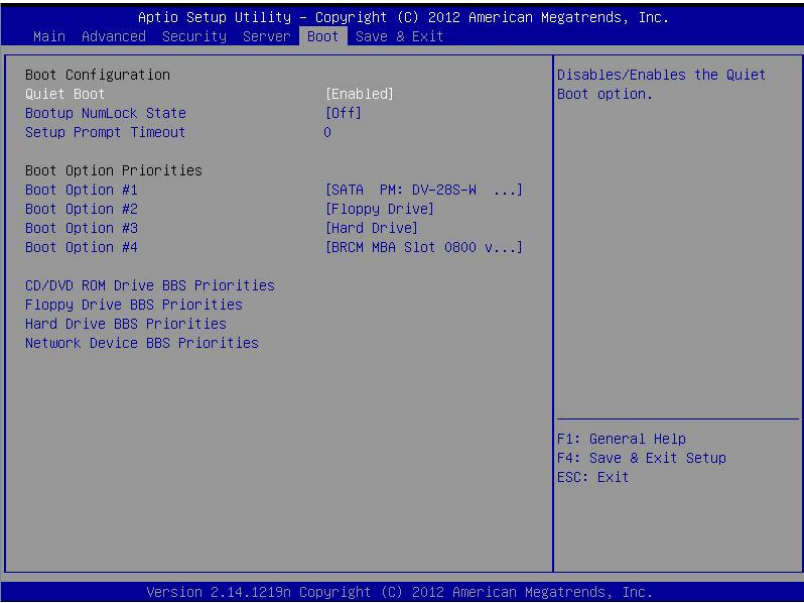 Aptio Setup Utility – Copyright (C) 2012 American Megatrends, Inc.
Main Advanced Security Server Boot Save & Exit
Boot Configuration
Quiet Boot [Enabled]
Bootup NumLock State [Off]
Setup Prompt Timeout 0
Boot Option Priorities
Boot Option #1 [SATA PM: DV-28S-W ...]
Boot Option #2 [Floppy Drive]
Boot Option #3 [Hard Drive]
Boot Option #4 [BRCM MBA Slot 0800 v...]
CD/DVD ROM Drive BBS Priorities
Floppy Drive BBS Priorities
Hard Drive BBS Priorities
Network Device BBS Priorities
Disables/Enables the Quiet
Boot option.
F1: General Help
F4: Save & Exit Setup
ESC: Exit
Version 2.14.1219n Copyright (C) 2012 American Megatrends, Inc.